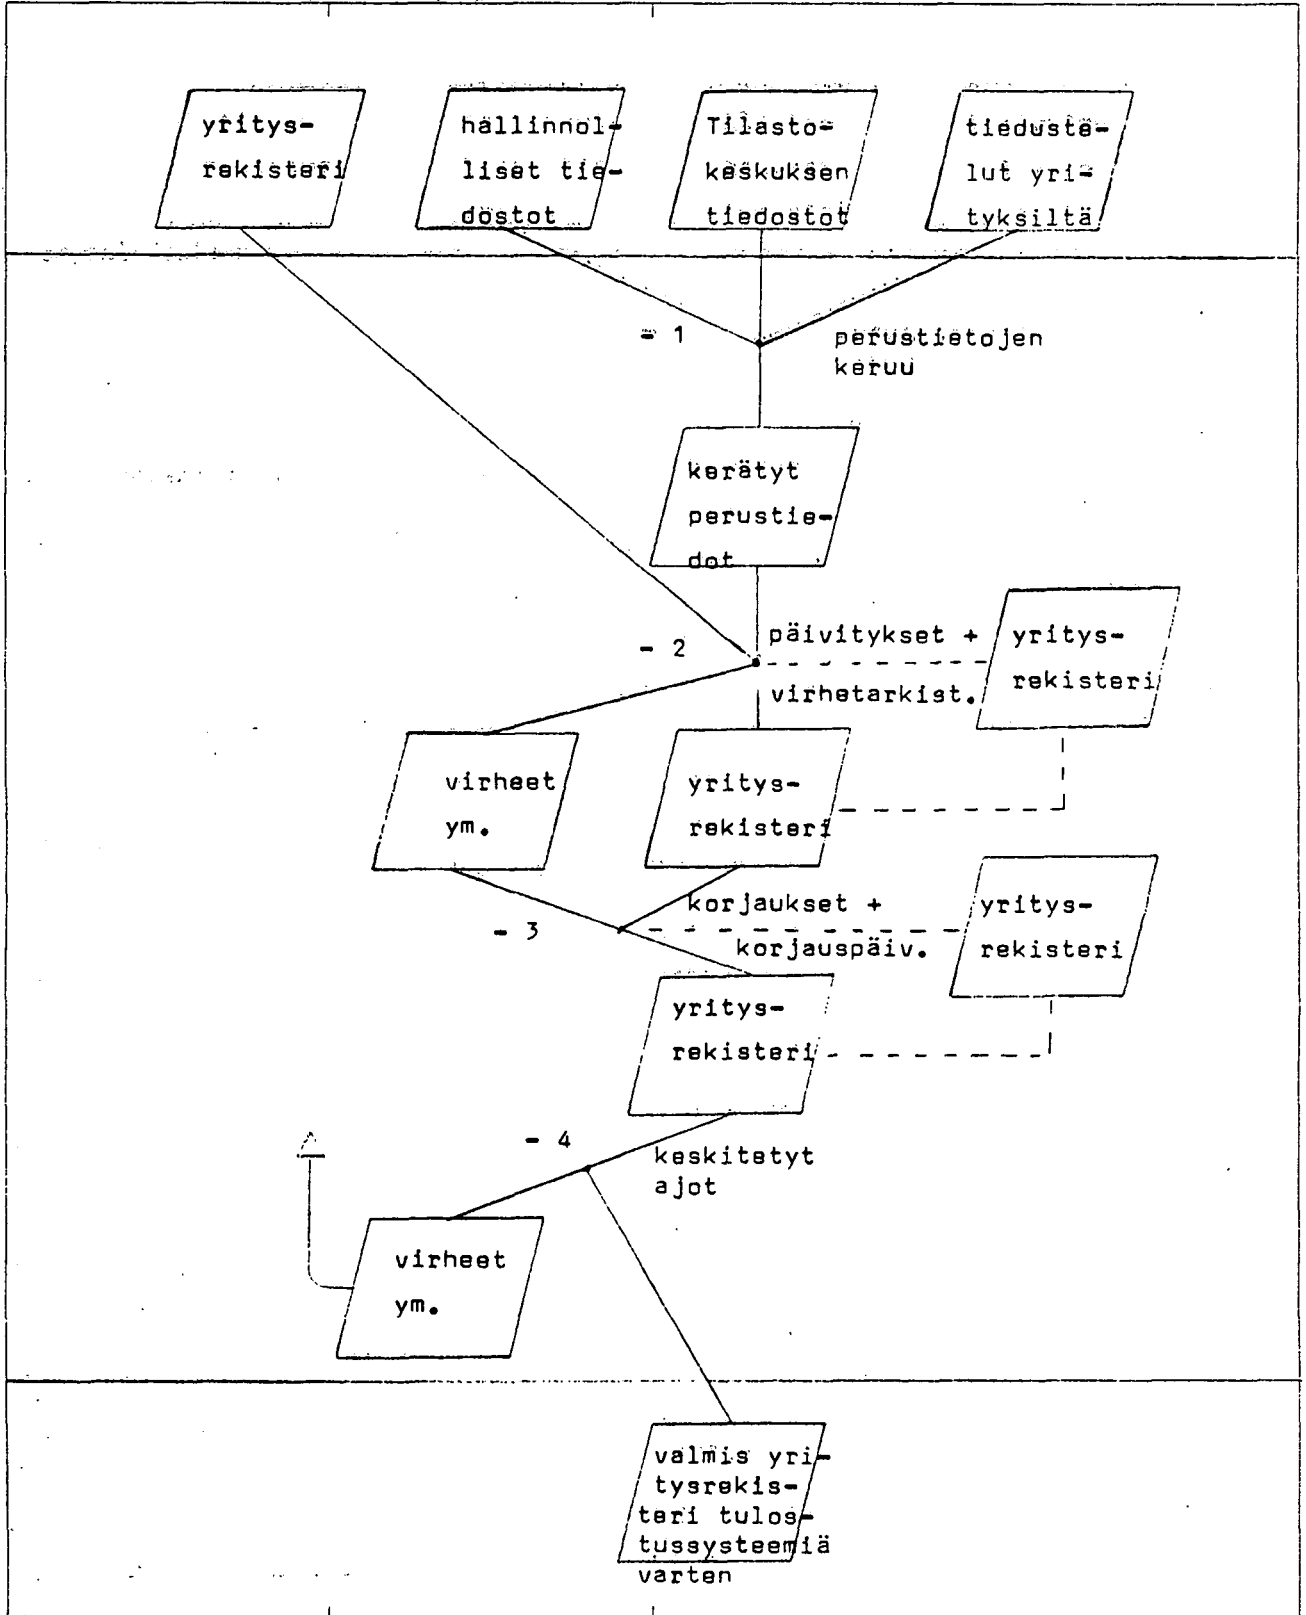 yritys-
rekisteri
hallinnol-
liset tie-
dostot
Tilasto-
keskuksen
tiedostot
tieduste-
lut yri-
tyksiltä
- 1
perustietojen
keruu
kerätyt
perustie-
dot
- 2
päivitykset +
virhetarkist.
yritys-
rekisteri
virheet
ym.
yritys-
rekisteri
- 3
korjaukset +
korjauspäiv.
yritys-
rekisteri
yritys-
rekisteri
- 4
keskitetyt
ajot
virheet
ym.
valmis yri-
tysrekis-
teri tulos-
tussysteemiä
varten